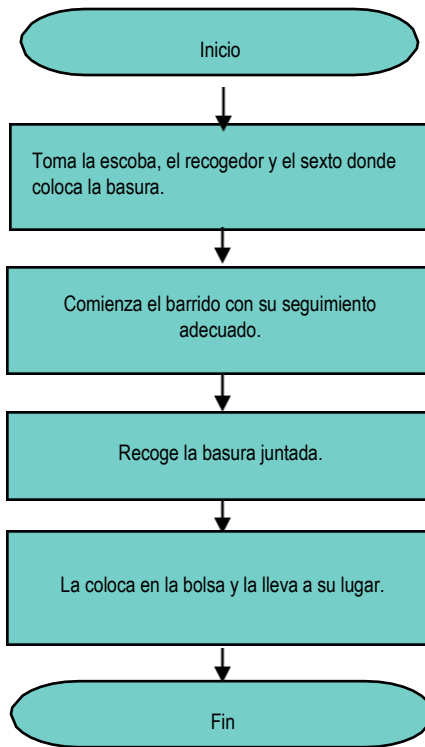 Inicio
Toma la escoba, el recogedor y el sexto donde
coloca la basura.
Comienza el barrido con su seguimiento
adecuado.
Recoge la basura juntada.
La coloca en la bolsa y la lleva a su lugar.
Fin